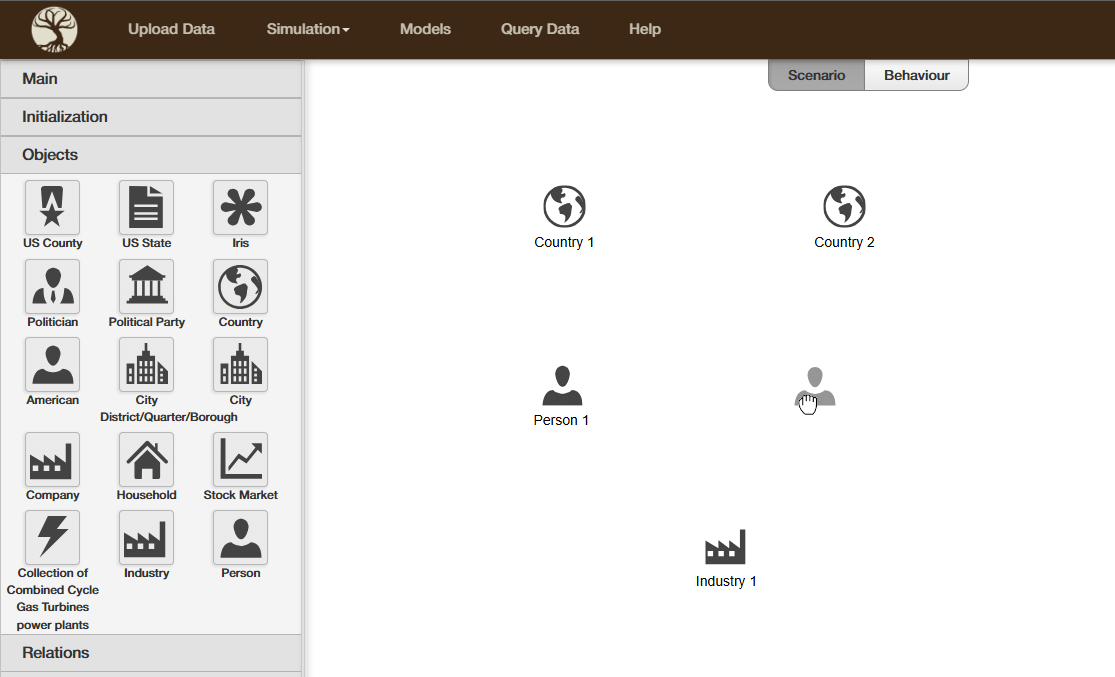 Upload Data
Simulation
Models
Query Data
Help
Scenario
Behaviour
Main
Initialization
Objects
US County
US State
Iris
Politician
Political Party
Country
American
City
District/Quarter/Borough
City
Company
Household
Stock Market
Collection of
Combined Cycle
Gas Turbines
power plants
Industry
Person
Relations
Country 1
Country 2
Person 1
Industry 1